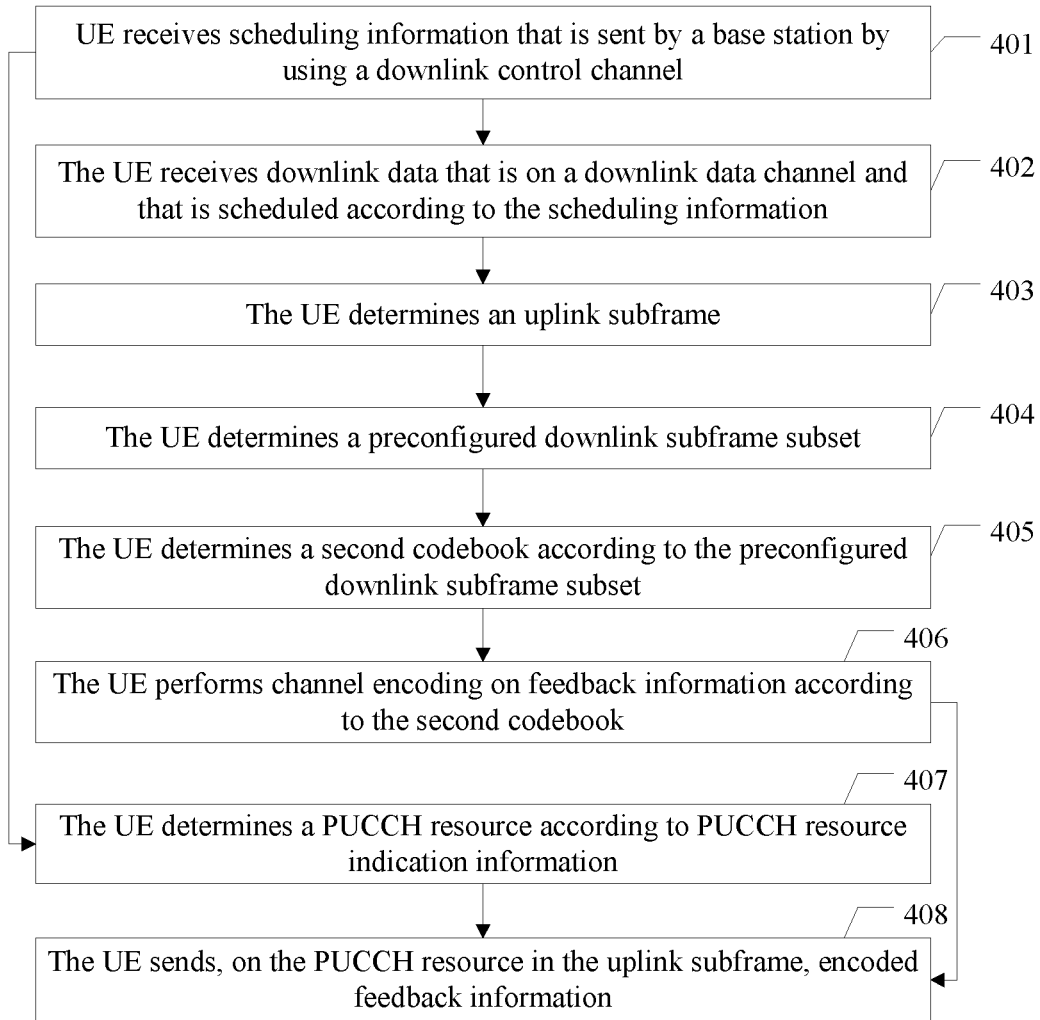 UE receives scheduling information that is sent by a base station by
using a downlink control channel
401
The UE receives downlink data that is on a downlink data channel and
that is scheduled according to the scheduling information
402
The UE determines an uplink subframe
403
The UE determines a preconfigured downlink subframe subset
404
The UE determines a second codebook according to the preconfigured
downlink subframe subset
405
The UE performs channel encoding on feedback information according
to the second codebook
406
The UE determines a PUCCH resource according to PUCCH resource
indication information
407
The UE sends, on the PUCCH resource in the uplink subframe, encoded
feedback information
408